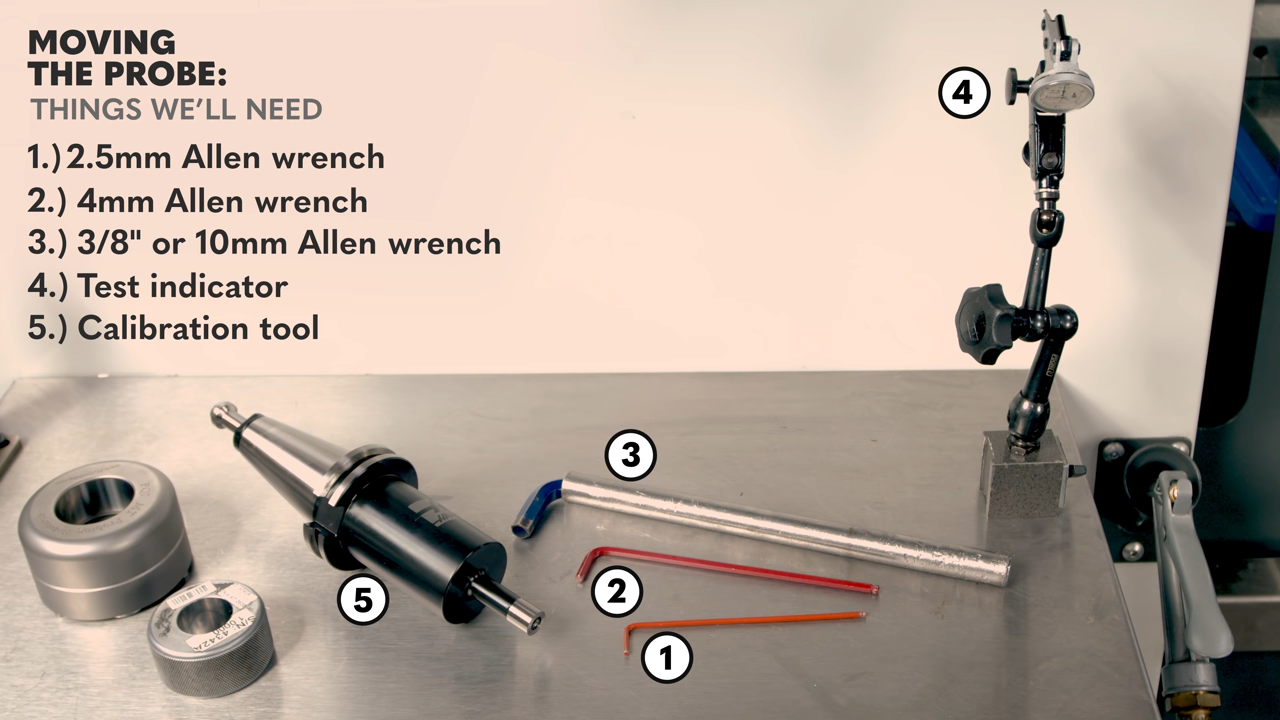 MOVING
THE PROBE:
THINGS WE'LL NEED
1.) 2.5mm Allen wrench
2.) 4mm Allen wrench
3.) 3/8" or 10mm Allen wrench
4.) Test indicator
5.) Calibration tool
4
3
5
2
1
S/N 4342A